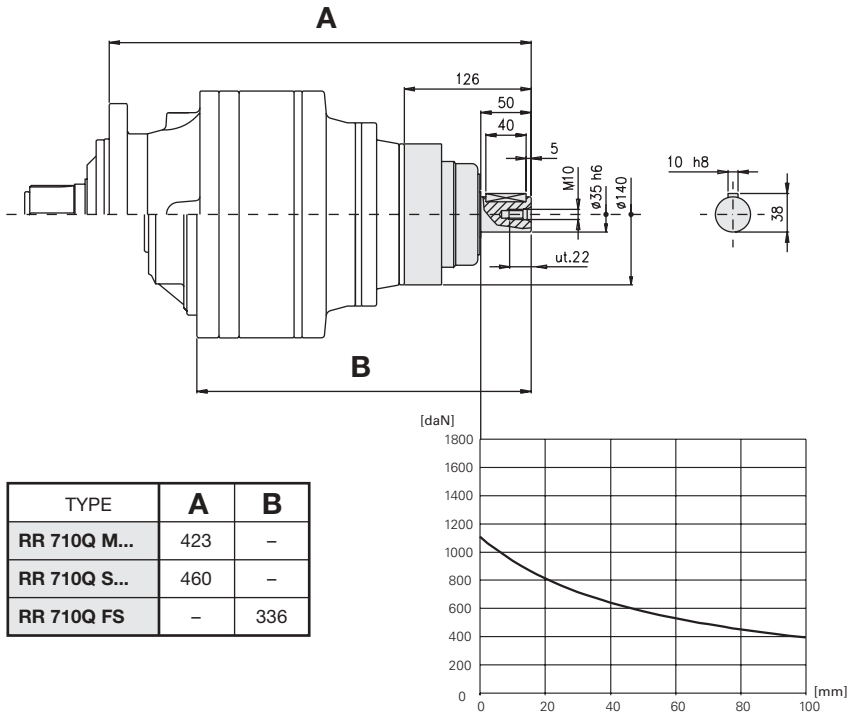 A
126
50
40
5
M10
ø35 h6
ø140
ut.22
10 h8
38
B
TYPE A B
RR 710Q M... 423 –
RR 710Q S... 460 –
RR 710Q FS – 336
[daN]
1800
1600
1400
1200
1000
800
600
400
200
0
0 20 40 60 80 100
[mm]